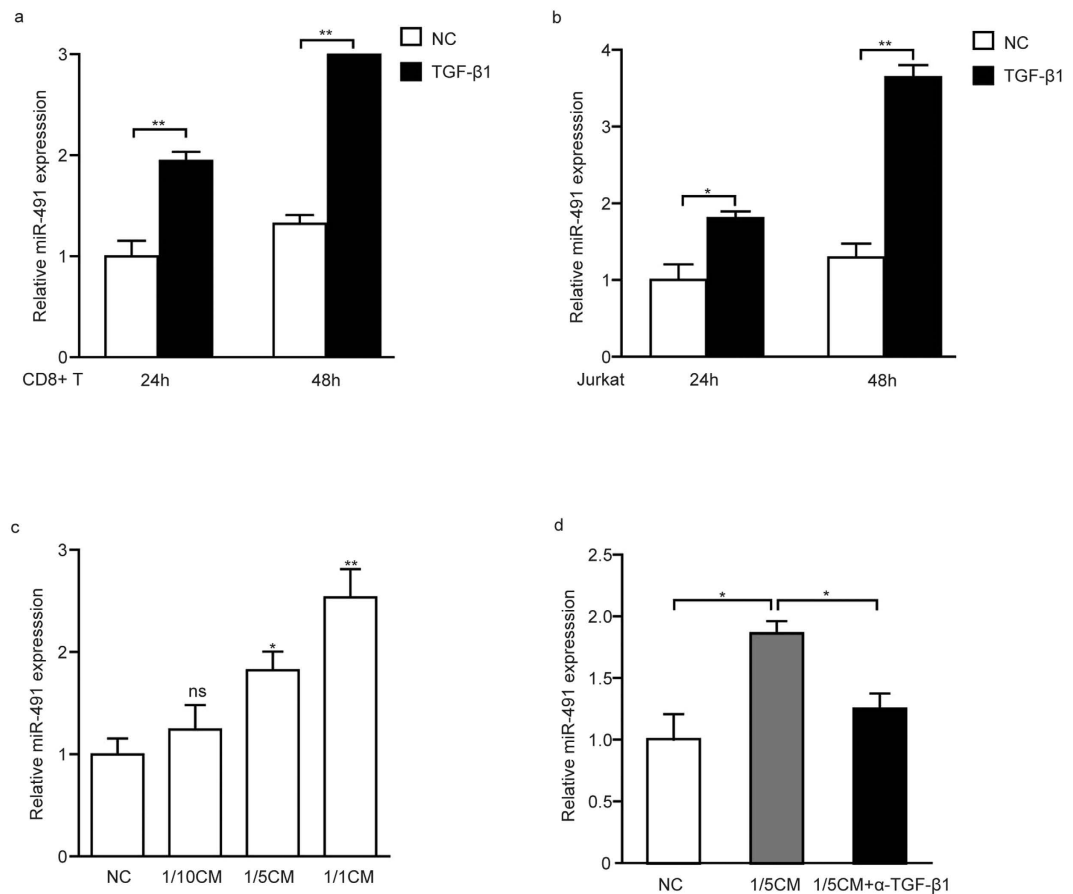 a
NC
TGF-β1
**
**
Relative miR-491 expresssion
3
2
1
0
CD8+ T 24h 48h
b
NC
TGF-β1
*
**
Relative miR-491 expresssion
4
3
2
1
0
Jurkat 24h 48h
c
Relative miR-491 expresssion
3
2
1
0
ns
*
**
NC 1/10CM 1/5CM 1/1CM
d
Relative miR-491 expresssion
2.5
2.0
1.5
1.0
0.5
0
*
*
NC 1/5CM 1/5CM+α-TGF-β1